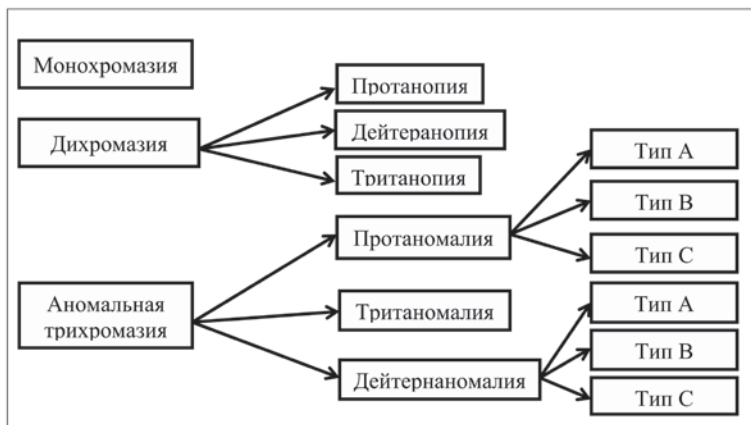 Монохромазия
Дихромазия
Протанопия
Дейтеранопия
Тританопия
Аномальная
трихромазия
Протаномалия
Тип А
Тип В
Тип С
Тританомалия
Дейтернаномалия
Тип А
Тип В
Тип С